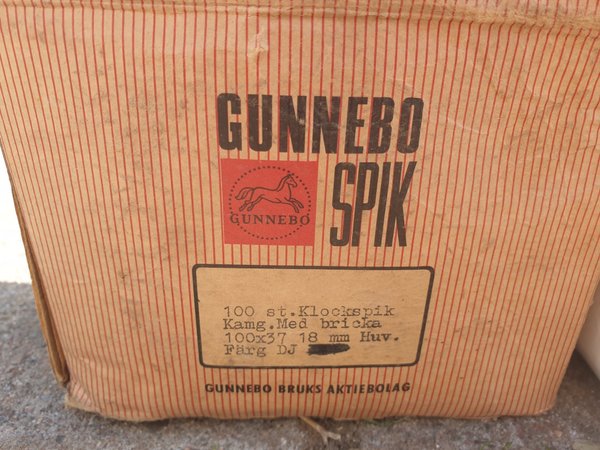 GUNNEBO
GUNNEBO
SPIK
100 st.Klockspik
Kamg.Med bricka
100x37 18 mm Huv.
Färg DJ
GUNNEBO BRUKS AKTIEBOLAG